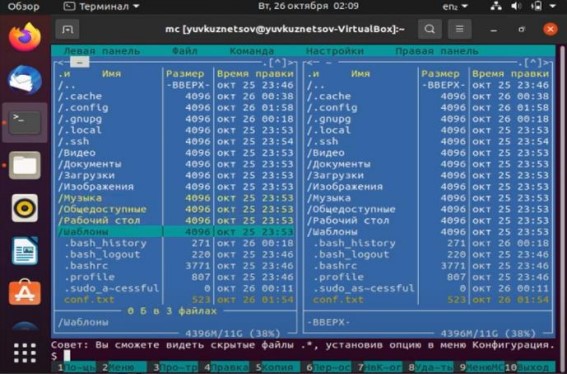 Обзор Терминал Вт, 26 октября 02:09 en₂
mc [yuvkuznetsov@yuvkuznetsov-VirtualBox]:~
Левая панель Файл Команда Настройки Правая панель
<- ~ .[^]> <- ~ .[^]>
.и Имя Размер Время правки .и Имя Размер Время правки
/.. -ВВЕРХ- окт 25 23:46 /.. -ВВЕРХ- окт 25 23:46
/.cache 4096 окт 26 00:38 /.cache 4096 окт 26 00:38
/.config 4096 окт 26 01:58 /.config 4096 окт 26 01:58
/.gnupg 4096 окт 26 00:18 /.gnupg 4096 окт 26 00:18
/.local 4096 окт 25 23:53 /.local 4096 окт 25 23:53
/.ssh 4096 окт 25 23:54 /.ssh 4096 окт 25 23:54
/Видео 4096 окт 25 23:53 /Видео 4096 окт 25 23:53
/Документы 4096 окт 25 23:53 /Документы 4096 окт 25 23:53
/Загрузки 4096 окт 25 23:53 /Загрузки 4096 окт 25 23:53
/Изображения 4096 окт 25 23:53 /Изображения 4096 окт 25 23:53
/Музыка 4096 окт 25 23:53 /Музыка 4096 окт 25 23:53
/Общедоступные 4096 окт 25 23:53 /Общедоступные 4096 окт 25 23:53
/Рабочий стол 4096 окт 25 23:53 /Рабочий стол 4096 окт 25 23:53
/Шаблоны 4096 окт 25 23:53 /Шаблоны 4096 окт 25 23:53
.bash_history 271 окт 26 00:18 .bash_history 271 окт 26 00:18
.bash_logout 220 окт 25 23:46 .bash_logout 220 окт 25 23:46
.bashrc 3771 окт 25 23:46 .bashrc 3771 окт 25 23:46
.profile 807 окт 25 23:46 .profile 807 окт 25 23:46
.sudo_as~cessful 0 окт 26 00:11 .sudo_as~cessful 0 окт 26 00:11
conf.txt 523 окт 26 01:54 conf.txt 523 окт 26 01:54
0 Б в 3 файлах
/Шаблоны -ВВЕРХ-
4396M/11G (38%) 4396M/11G (38%)
Совет: Вы сможете видеть скрытые файлы .*, установив опцию в меню Конфигурация.
$
1По~щь 2Меню 3Про~тр 4Правка 5Копия 6Пер~ос 7НвК~ог 8Уда~ть 9МенюMC 10Выход